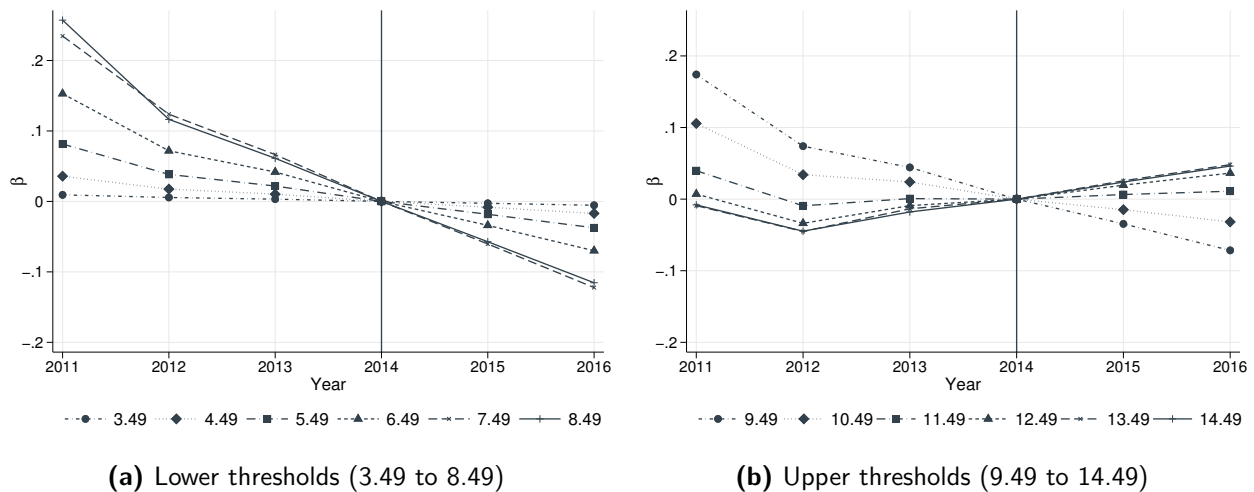 .2
.1
0
−.1
−.2
β
2011 2012 2013 2014 2015 2016
Year
3.49 4.49 5.49 6.49 7.49 8.49
(a) Lower thresholds (3.49 to 8.49)
.2
.1
0
−.1
−.2
β
2011 2012 2013 2014 2015 2016
Year
9.49 10.49 11.49 12.49 13.49 14.49
(b) Upper thresholds (9.49 to 14.49)